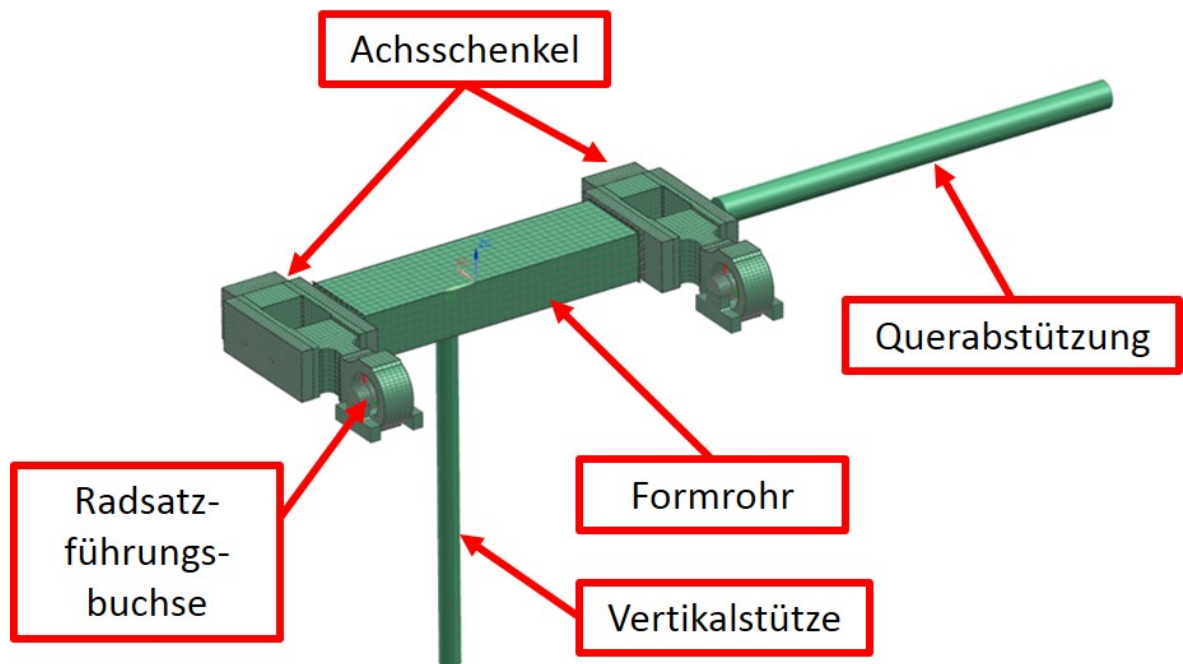 Achsschenkel
Querabstützung
Formrohr
Radsatz-
führungs-
buchse
Vertikalstütze